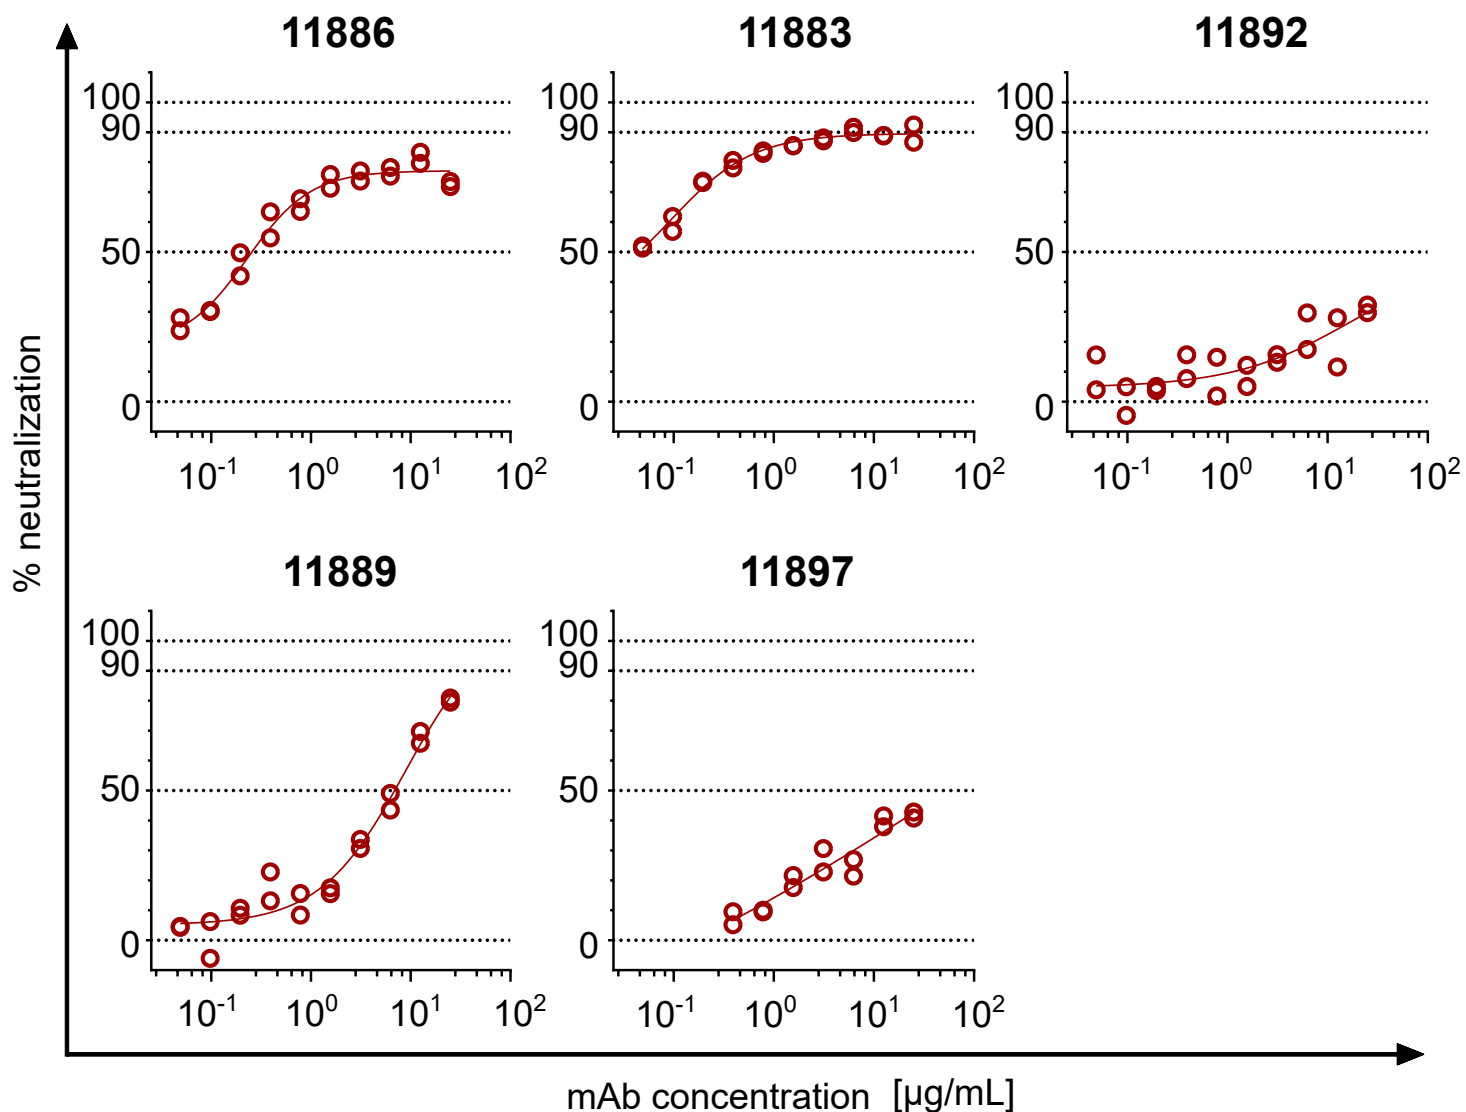 11886 11883 11892
100 100 100
90 90 90
50 50 50
0 0 0
10⁻¹ 10⁰ 10¹ 10² 10⁻¹ 10⁰ 10¹ 10² 10⁻¹ 10⁰ 10¹ 10²
% neutralization
11889 11897
100 100
90 90
50 50
0 0
10⁻¹ 10⁰ 10¹ 10² 10⁻¹ 10⁰ 10¹ 10²
mAb concentration [µg/mL]